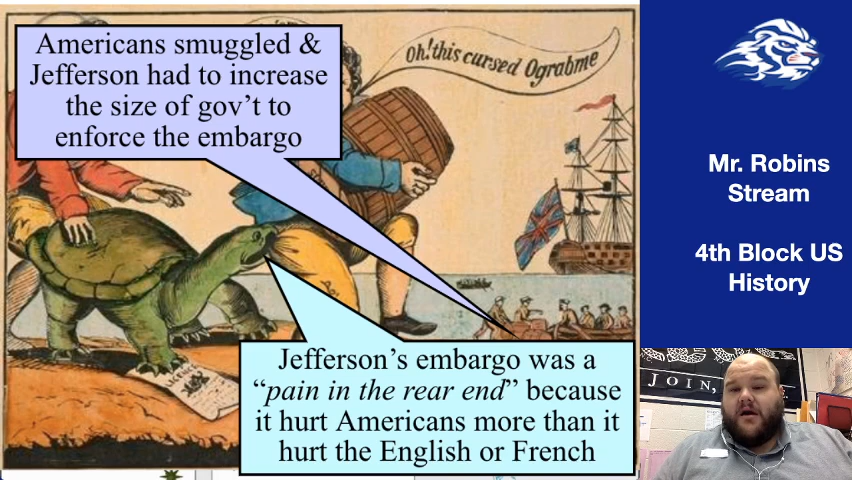 Americans smuggled &
Jefferson had to increase
the size of gov’t to
enforce the embargo
Oh! this cursed Ograbme
Jefferson’s embargo was a
“pain in the rear end” because
it hurt Americans more than it
hurt the English or French
Mr. Robins
Stream
4th Block US
History
JOIN,